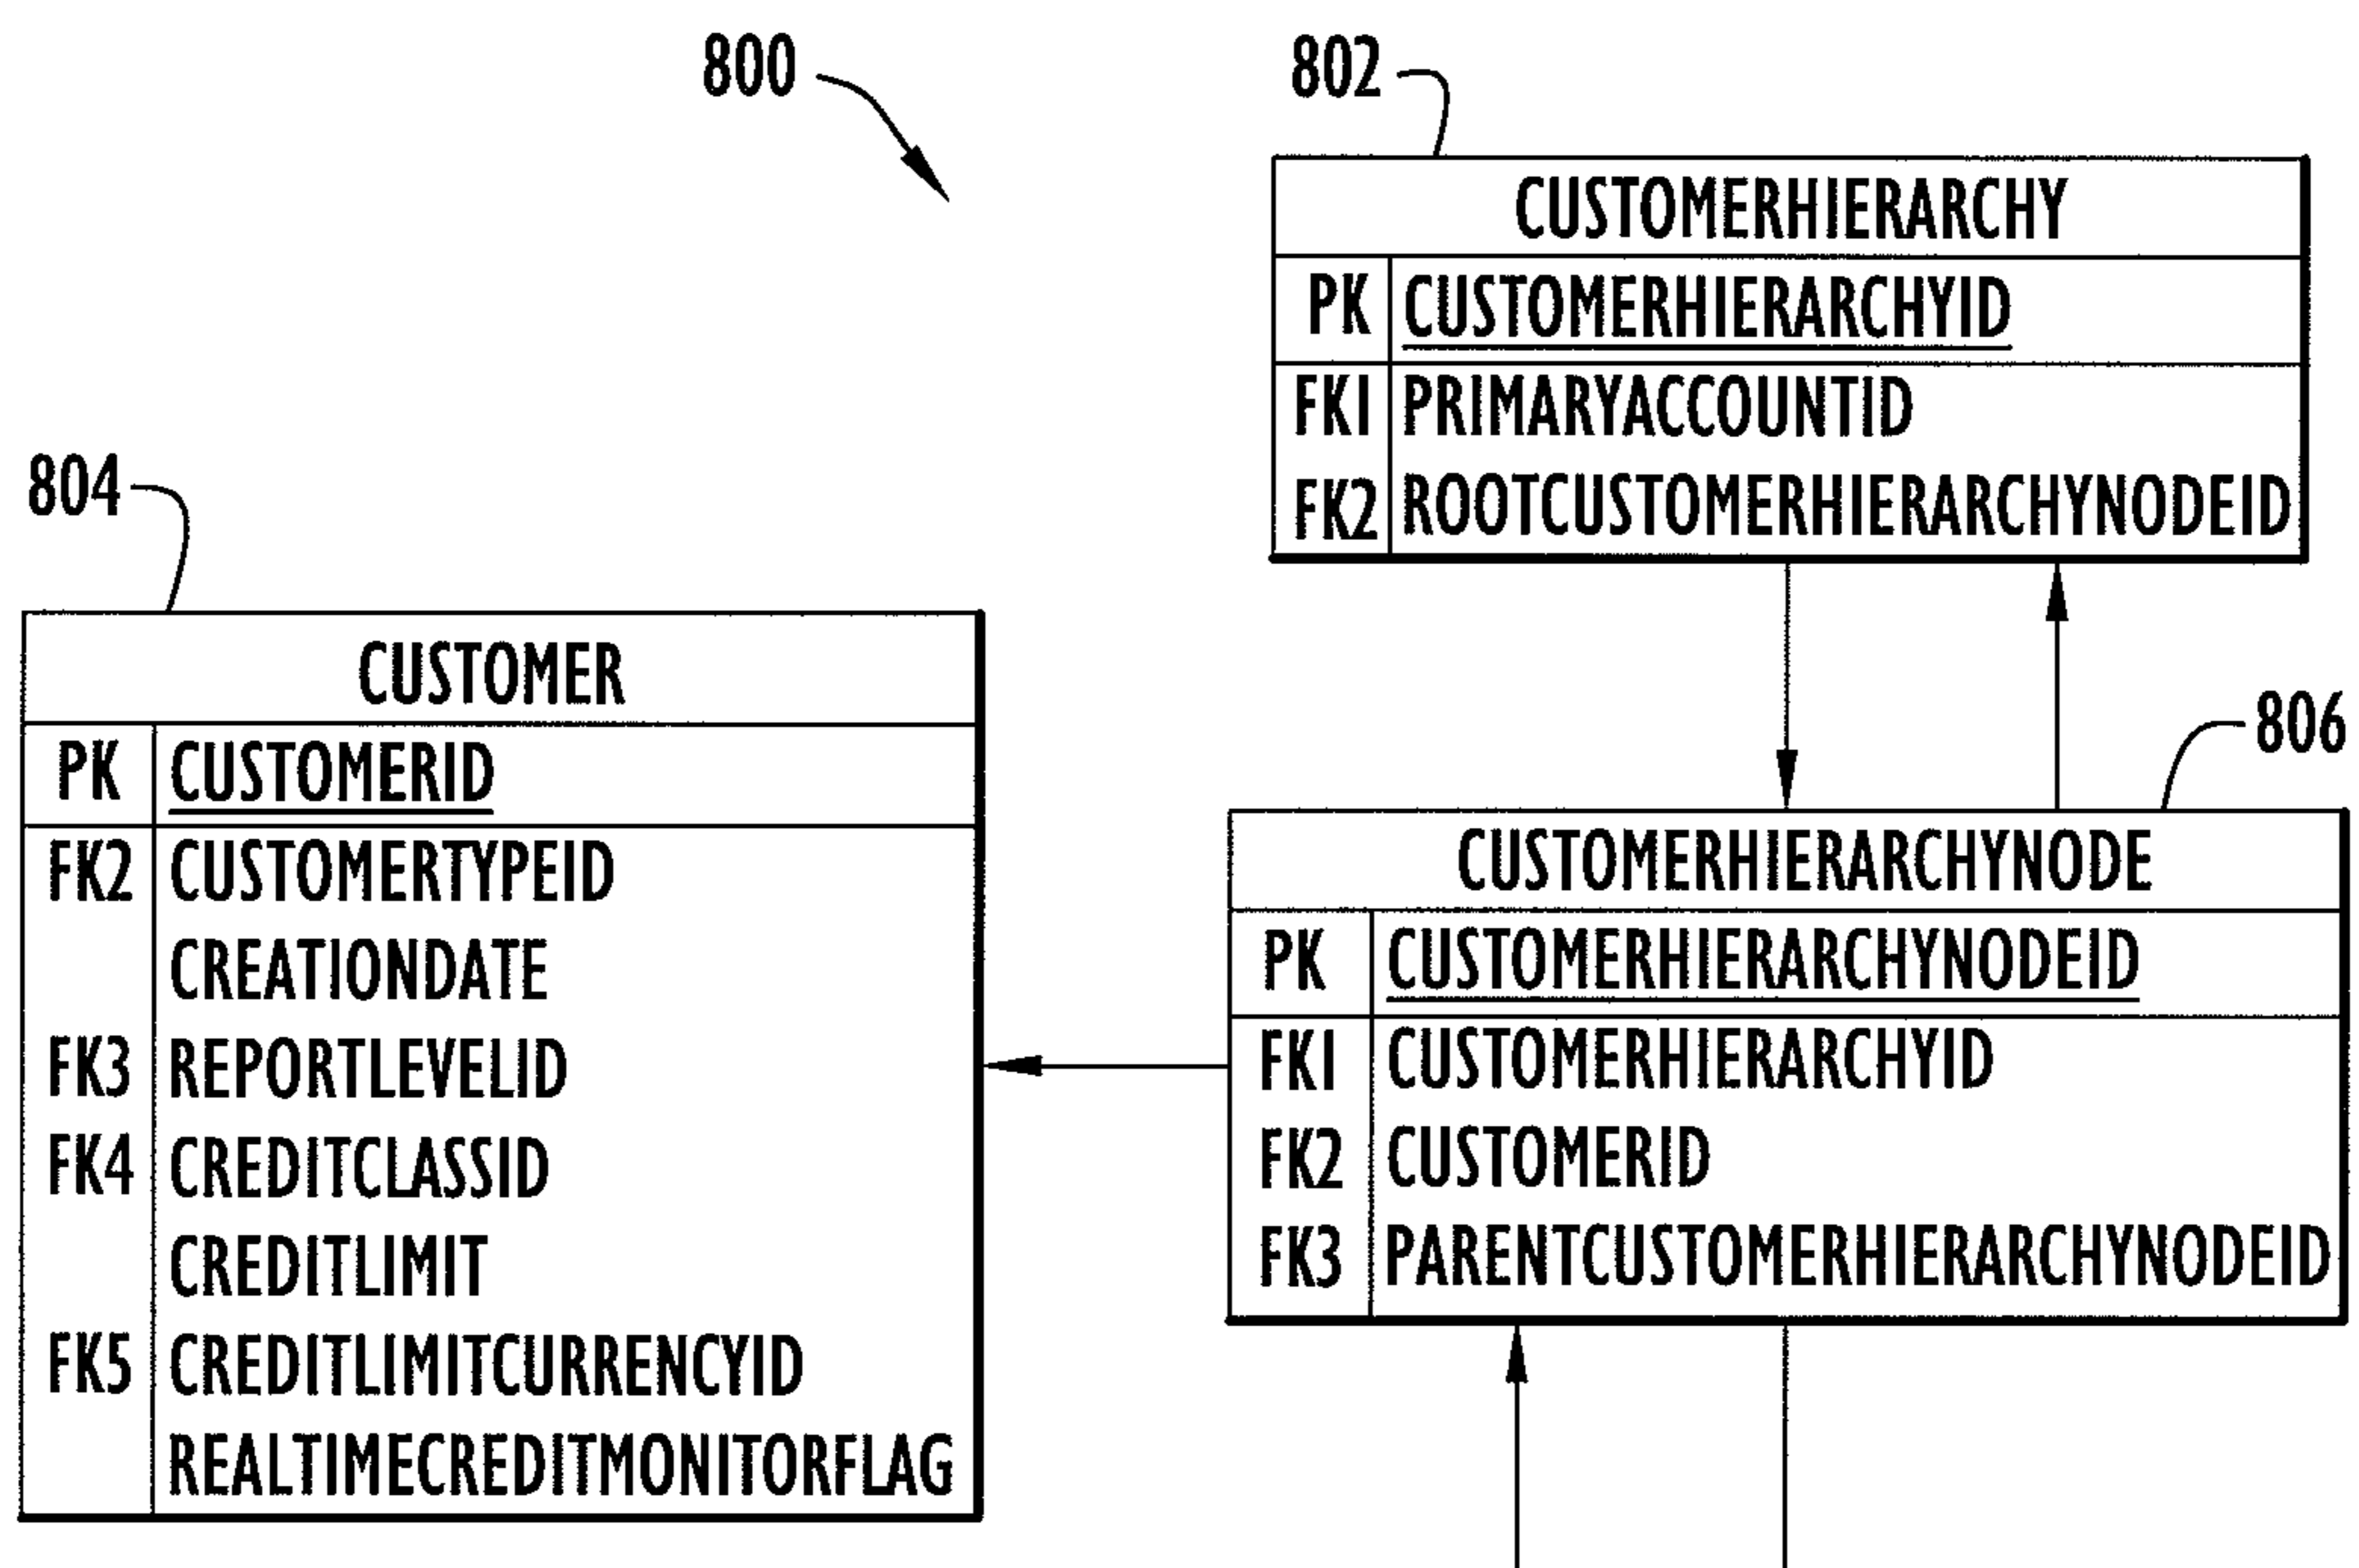 800
802
CUSTOMERHIERARCHY
PK CUSTOMERHIERARCHYID
FK1 PRIMARYACCOUNTID
FK2 ROOTCUSTOMERHIERARCHYNODEID
804
CUSTOMER
PK CUSTOMERID
FK2 CUSTOMERTYPEID
CREATIONDATE
FK3 REPORTLEVELID
FK4 CREDITCLASSID
CREDITLIMIT
FK5 CREDITLIMITCURRENCYID
REALTIMECREDITMONITORFLAG
806
CUSTOMERHIERARCHYNODE
PK CUSTOMERHIERARCHYNODEID
FK1 CUSTOMERHIERARCHYID
FK2 CUSTOMERID
FK3 PARENTCUSTOMERHIERARCHYNODEID